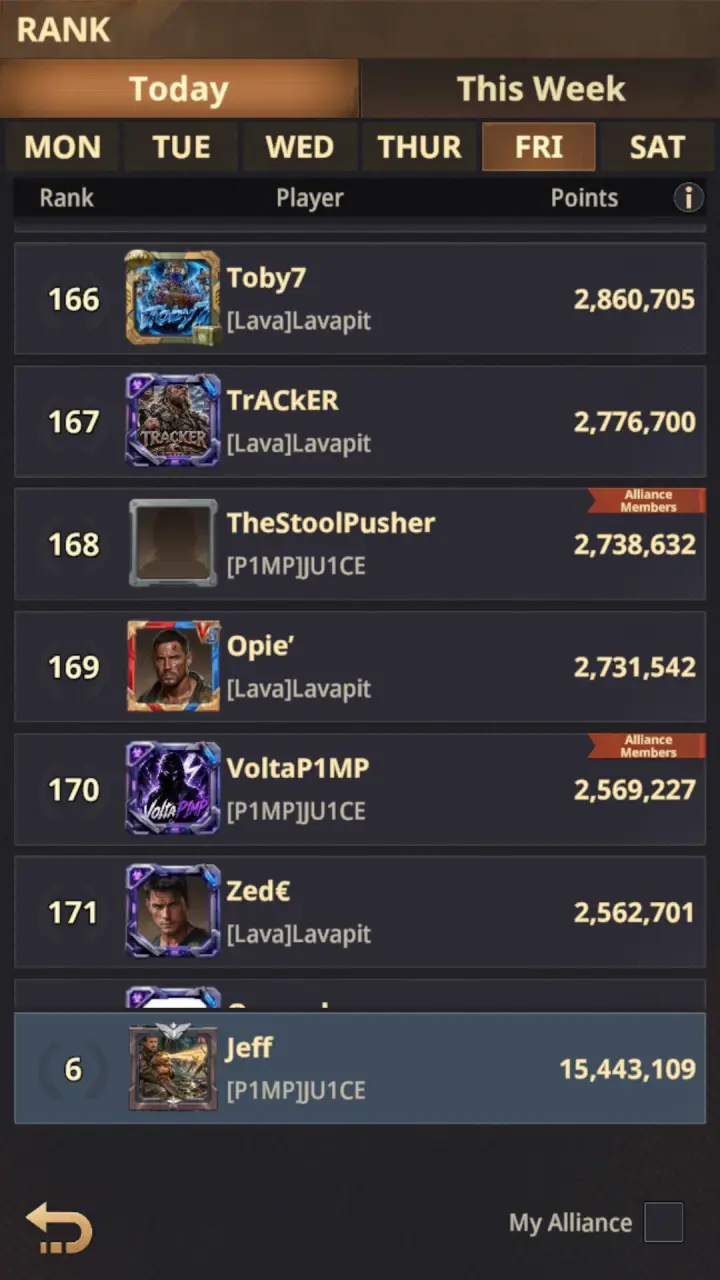 RANK
Today
This Week
MON TUE WED THUR FRI SAT
Rank Player Points i
166 Toby7 2,860,705
[Lava]Lavapit
167 TrACkER 2,776,700
TRACKER
[Lava]Lavapit
Alliance
Members
168 TheStoolPusher 2,738,632
[P1MP]JU1CE
169 Opie’ 2,731,542
[Lava]Lavapit
Alliance
Members
170 VoltaP1MP 2,569,227
VoltaP1MP
[P1MP]JU1CE
171 Zed€ 2,562,701
[Lava]Lavapit
6 Jeff 15,443,109
[P1MP]JU1CE
My Alliance